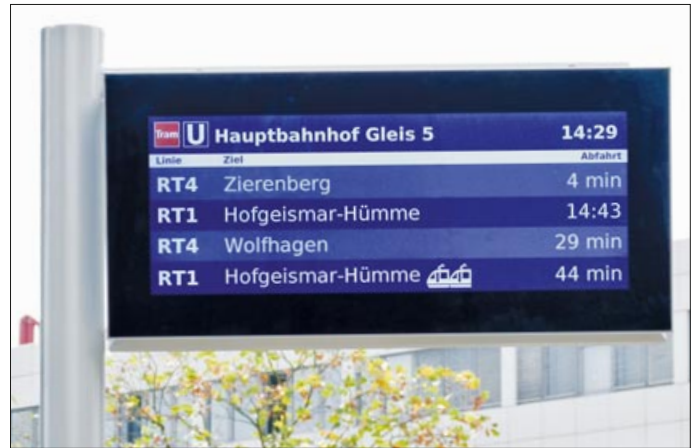 Tram U Hauptbahnhof Gleis 5 14:29
Linie Ziel Abfahrt
RT4 Zierenberg 4 min
RT1 Hofgeismar-Hümme 14:43
RT4 Wolfhagen 29 min
RT1 Hofgeismar-Hümme 44 min